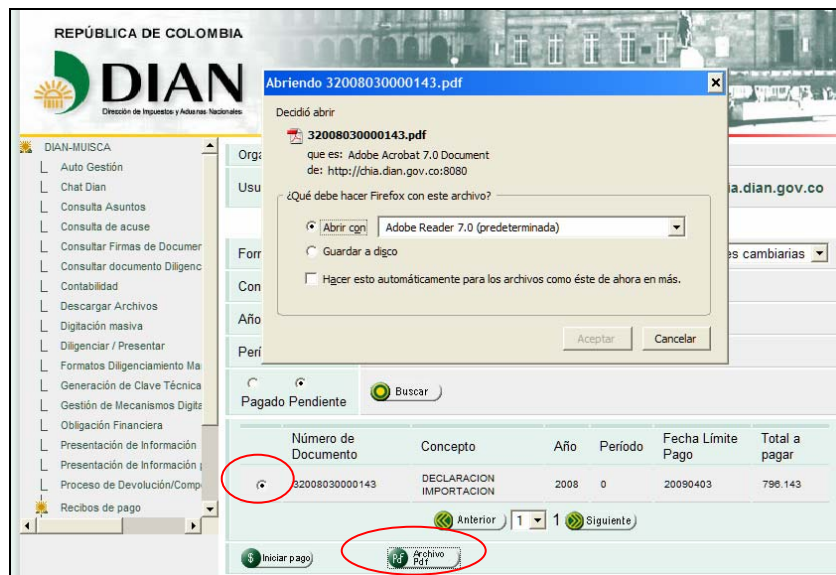 REPÚBLICA DE COLOMBIA
DIAN
Dirección de Impuestos y Aduanas Nacionales
Abriendo 32008030000143.pdf
Decidió abrir
32008030000143.pdf
que es: Adobe Acrobat 7.0 Document
de: http://chia.dian.gov.co:8080
¿Qué debe hacer Firefox con este archivo?
Abrir con Adobe Reader 7.0 (predeterminada)
Guardar a disco
Hacer esto automáticamente para los archivos como éste de ahora en más.
Aceptar Cancelar
DIAN-MUISCA
Auto Gestión
Chat Dian
Consulta Asuntos
Consulta de acuse
Consultar Firmas de Documer
Consultar documento Diligenc
Contabilidad
Descargar Archivos
Digitación masiva
Diligenciar / Presentar
Formatos Diligenciamiento Ma
Generación de Clave Técnica
Gestión de Mecanismos Digita
Obligación Financiera
Presentación de Información
Presentación de Información
Proceso de Devolución/Comp
Recibos de pago
Orga
Usu ia.dian.gov.co
Forr es cambiarias
Con
Año
Perí
Pagado Pendiente Buscar
Número de Documento Concepto Año Período Fecha Límite Pago Total a pagar
32008030000143 DECLARACION IMPORTACION 2008 0 20090403 796.143
Anterior 1 1 Siguiente
$ Iniciar pago Pdf Archivo Pdf